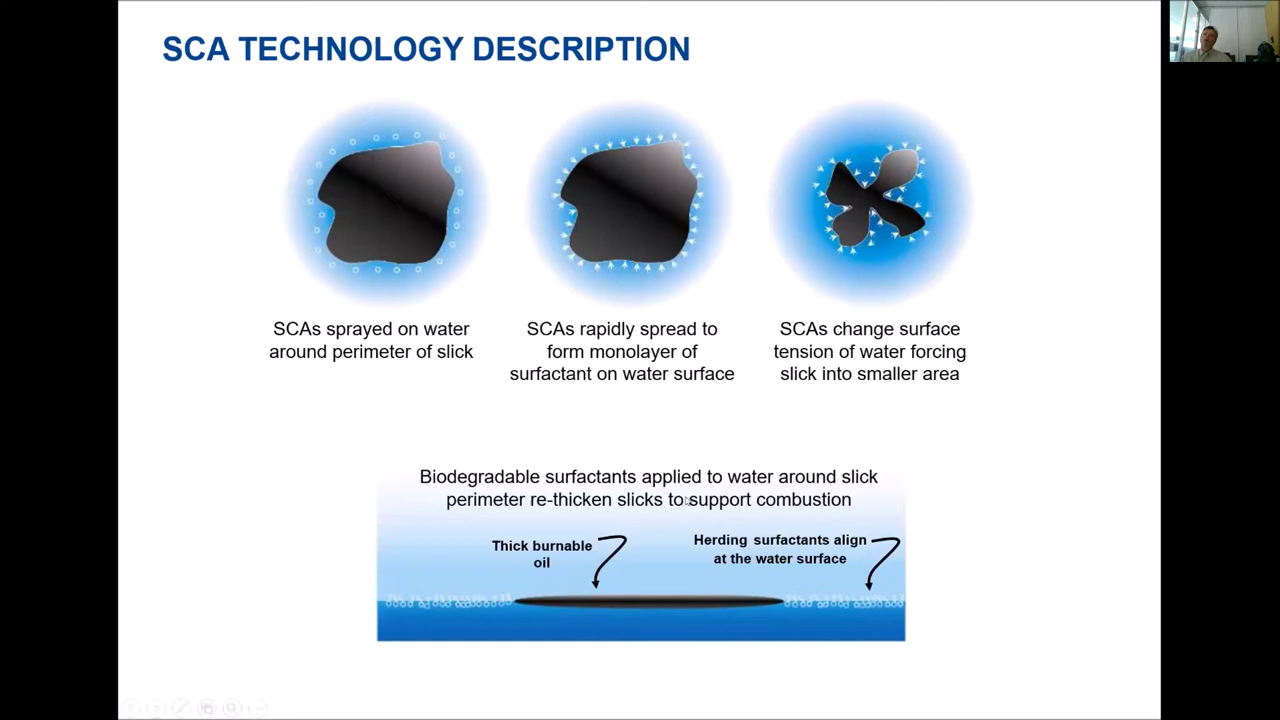 SCA TECHNOLOGY DESCRIPTION
SCAs sprayed on water
around perimeter of slick
SCAs rapidly spread to
form monolayer of
surfactant on water surface
SCAs change surface
tension of water forcing
slick into smaller area
Biodegradable surfactants applied to water around slick
perimeter re-thicken slicks to support combustion
Thick burnable
oil
Herding surfactants align
at the water surface